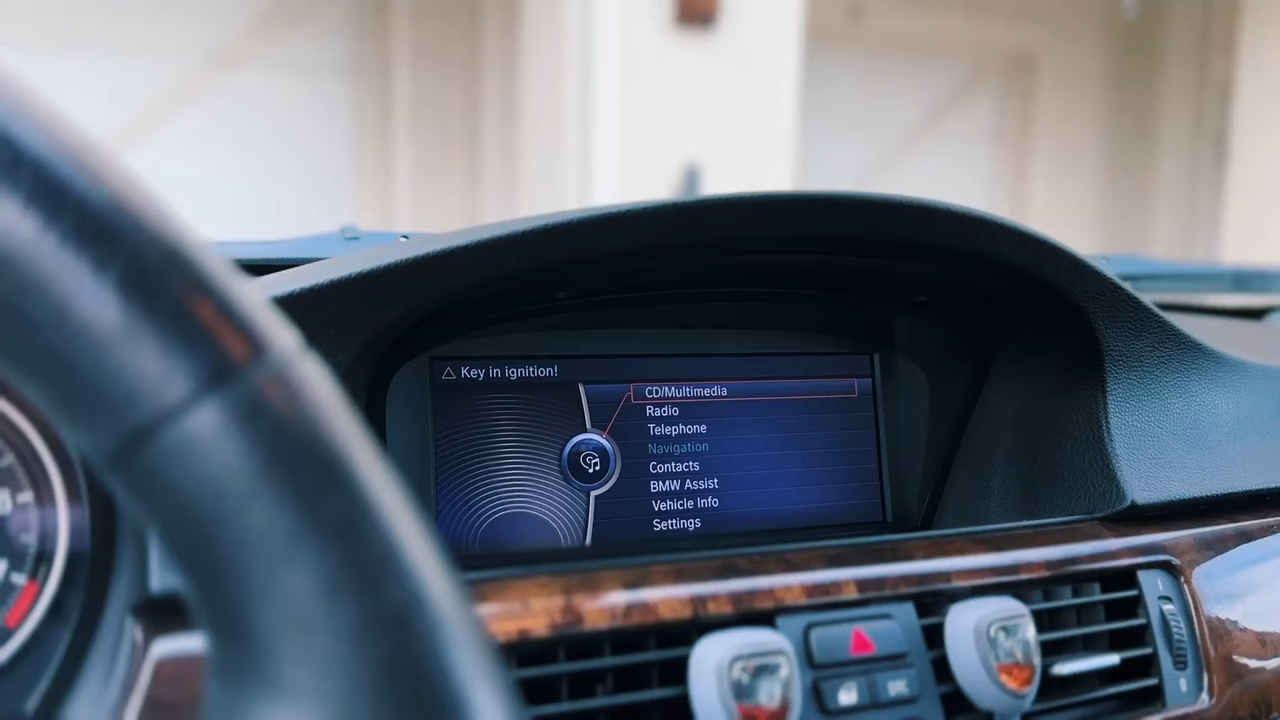 Key in ignition!
CD/Multimedia
Radio
Telephone
Navigation
Contacts
BMW Assist
Vehicle Info
Settings